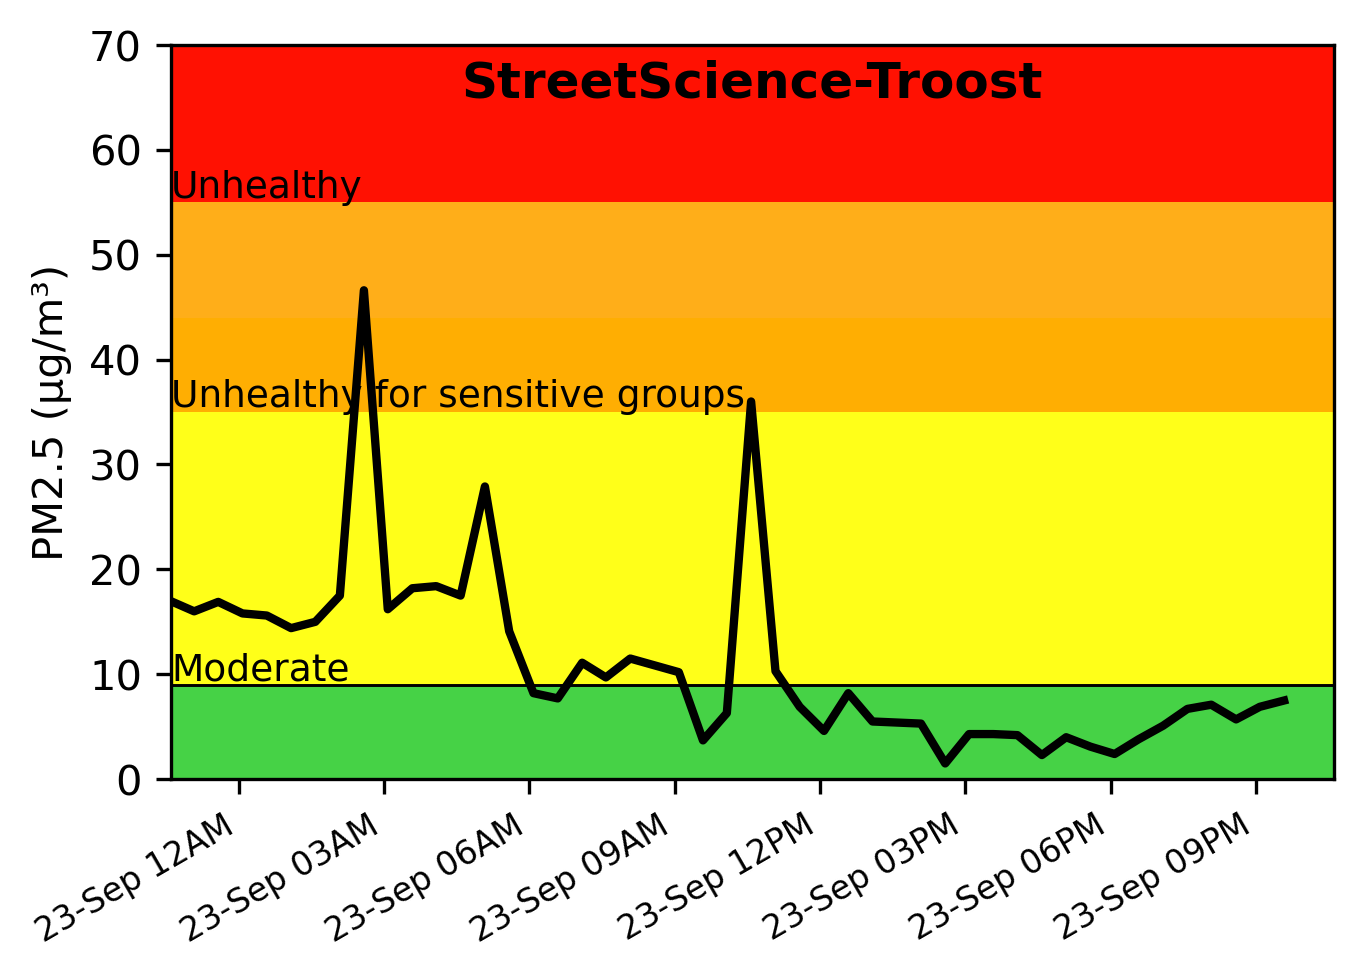 StreetScience-Troost
PM2.5 (µg/m³)
70
60
50
40
30
20
10
0
Unhealthy
Unhealthy for sensitive groups
Moderate
23-Sep 12AM
23-Sep 03AM
23-Sep 06AM
23-Sep 09AM
23-Sep 12PM
23-Sep 03PM
23-Sep 06PM
23-Sep 09PM